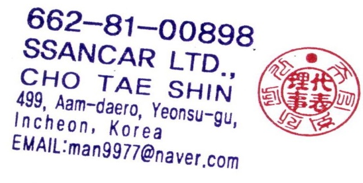 662-81-00898
SSANCAR LTD.,
CHO TAE SHIN
499, Aam-daero, Yeonsu-gu,
Incheon, Korea
EMAIL:man9977@naver.com
代表
理事